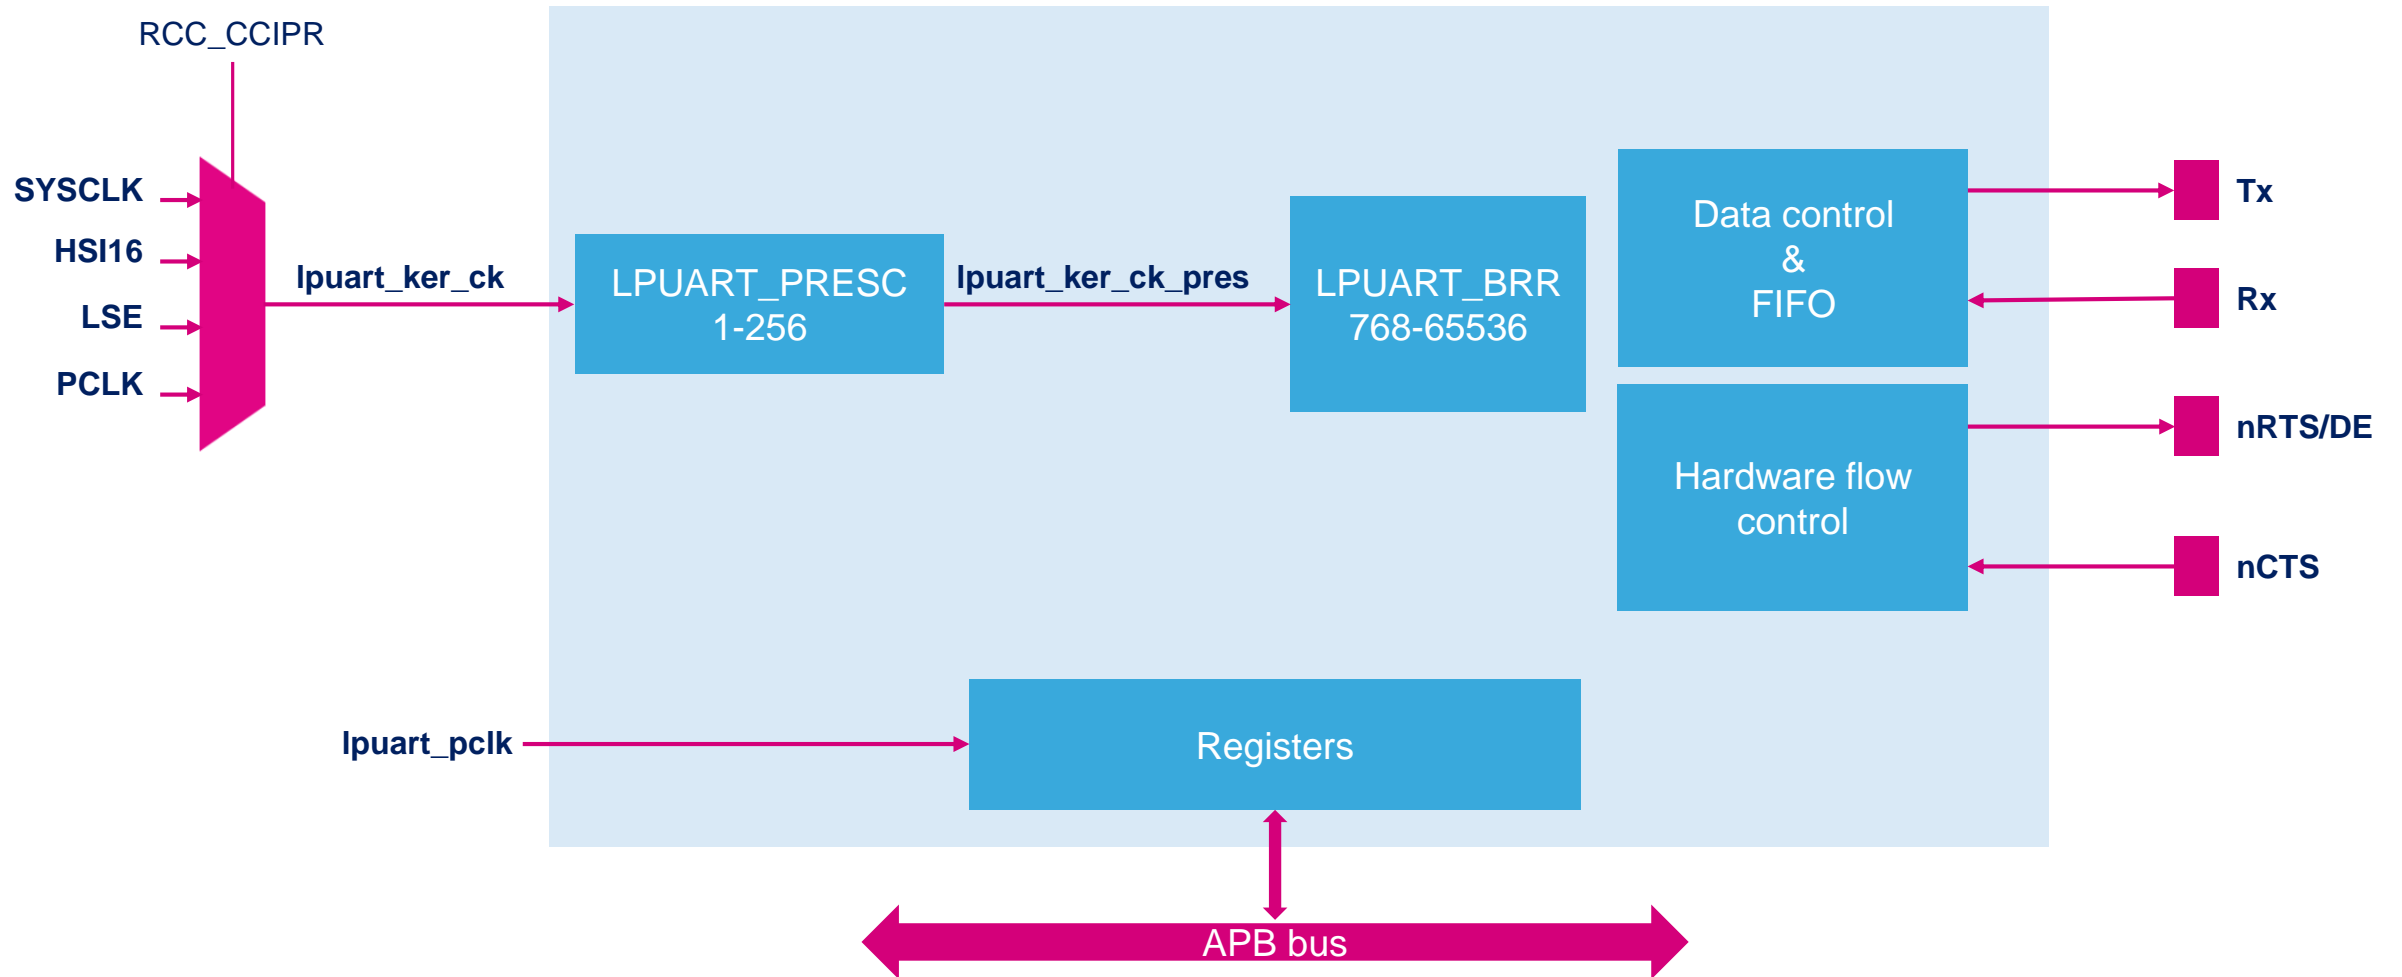 RCC_CCIPR
SYSCLK
HSI16
LSE
PCLK
lpuart_ker_ck
LPUART_PRESC
1-256
lpuart_ker_ck_pres
LPUART_BRR
768-65536
Data control
&
FIFO
Hardware flow
control
Tx
Rx
nRTS/DE
nCTS
lpuart_pclk
Registers
APB bus